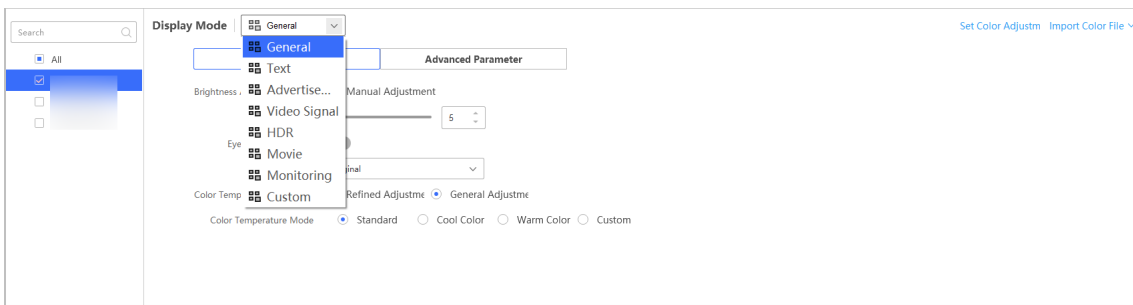 Search
All
Display Mode General
Set Color Adjustm Import Color File
General
Text
Advertise...
Video Signal
HDR
Movie
Monitoring
Custom
Advanced Parameter
Brightness Manual Adjustment
5
Eye
ginal
Color Temp Refined Adjustme General Adjustme
Color Temperature Mode Standard Cool Color Warm Color Custom